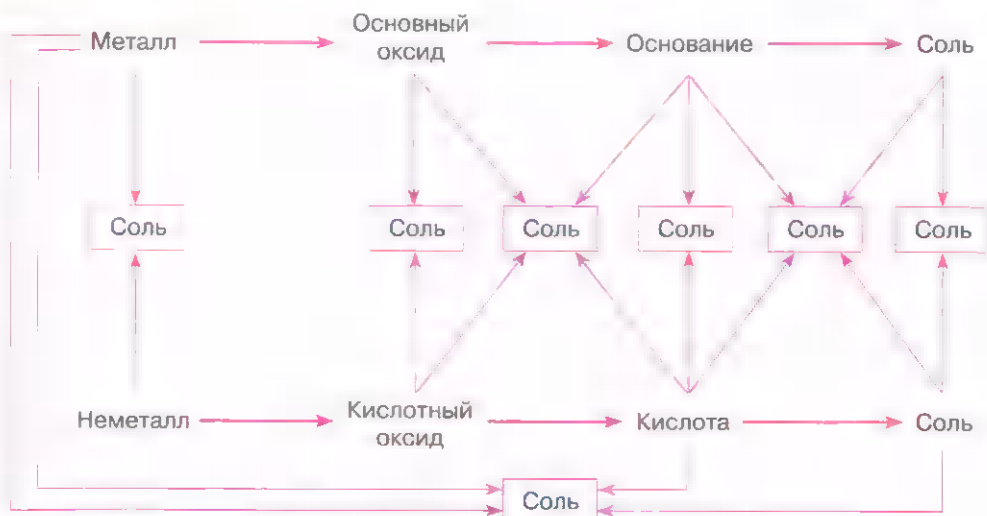 Металл
Основный
оксид
Основание
Соль
Соль
Соль
Соль
Соль
Соль
Соль
Неметалл
Кислотный
оксид
Кислота
Соль
Соль